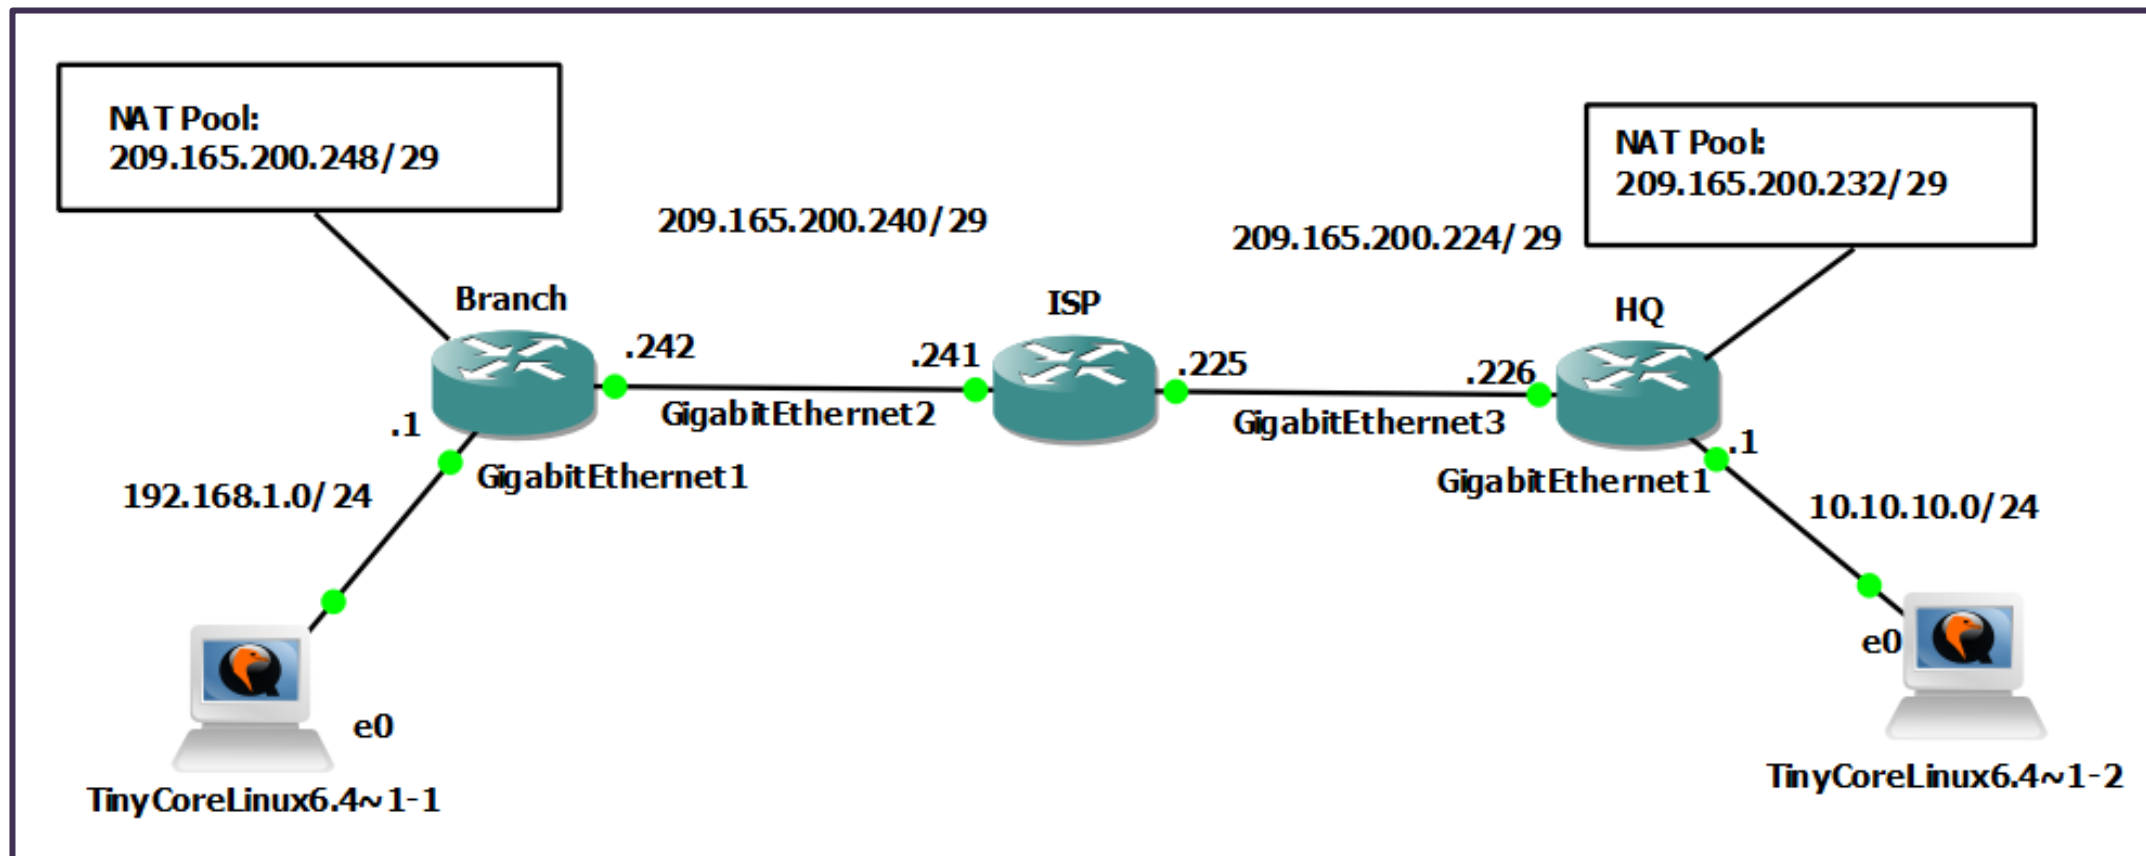 NAT Pool:
209.165.200.248/29
NAT Pool:
209.165.200.232/29
209.165.200.240/29
209.165.200.224/29
Branch
ISP
HQ
.242
.241
.225
.226
.1
GigabitEthernet2
GigabitEthernet3
.1
GigabitEthernet1
GigabitEthernet1
192.168.1.0/24
10.10.10.0/24
e0
e0
TinyCoreLinux6.4~1-1
TinyCoreLinux6.4~1-2